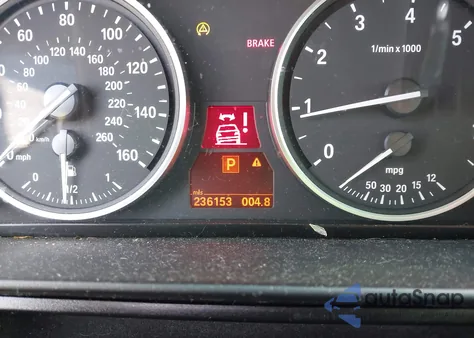 BRAKE
80 100 120 140 160
60 80 100 120 140 160 180 200 220 240 260
km/h
mph
1/2 1
!
P
mls
236153 004.8
0 1 2 3 4 5
1/min x 1000
50 30 20 15 12
mpg
autoSnap